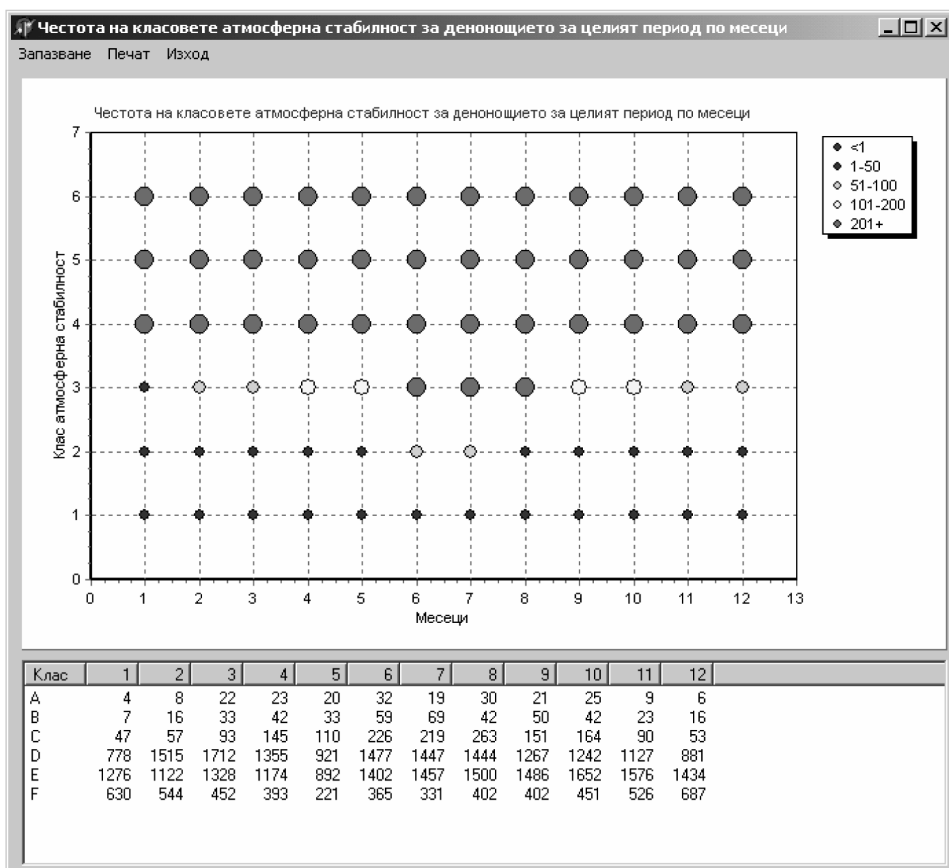 Честота на класовете атмосферна стабилност за денонощието за целият период по месеци
Запазване Печат Изход
Честота на класовете атмосферна стабилност за денонощието за целият период по месеци
<1
1-50
51-100
101-200
201+
Клас атмосферна стабилност
7
6
5
4
3
2
1
0
0 1 2 3 4 5 6 7 8 9 10 11 12 13
Месеци
Клас 1 2 3 4 5 6 7 8 9 10 11 12
A 4 8 22 23 20 32 19 30 21 25 9 6
B 7 16 33 42 33 59 69 42 50 42 23 16
C 47 57 93 145 110 226 219 263 151 164 90 53
D 778 1515 1712 1355 921 1477 1447 1444 1267 1242 1127 881
E 1276 1122 1328 1174 892 1402 1457 1500 1486 1652 1576 1434
F 630 544 452 393 221 365 331 402 402 451 526 687